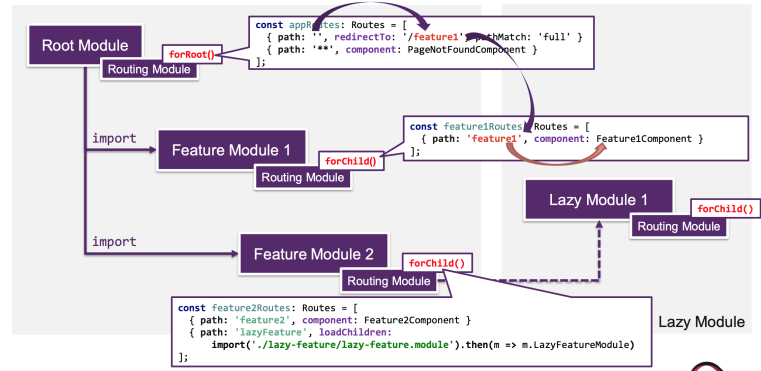 const appRoutes: Routes = [
{ path: '', redirectTo: '/feature1', pathMatch: 'full' }
{ path: '**', component: PageNotFoundComponent }
];
Root Module
forRoot()
Routing Module
const feature1Routes: Routes = [
{ path: 'feature1', component: Feature1Component }
];
import
Feature Module 1
forChild()
Routing Module
Lazy Module 1
forChild()
Routing Module
import
Feature Module 2
forChild()
Routing Module
const feature2Routes: Routes = [
{ path: 'feature2', component: Feature2Component }
{ path: 'lazyFeature', loadChildren:
import('./lazy-feature/lazy-feature.module').then(m => m.LazyFeatureModule)
];
Lazy Module